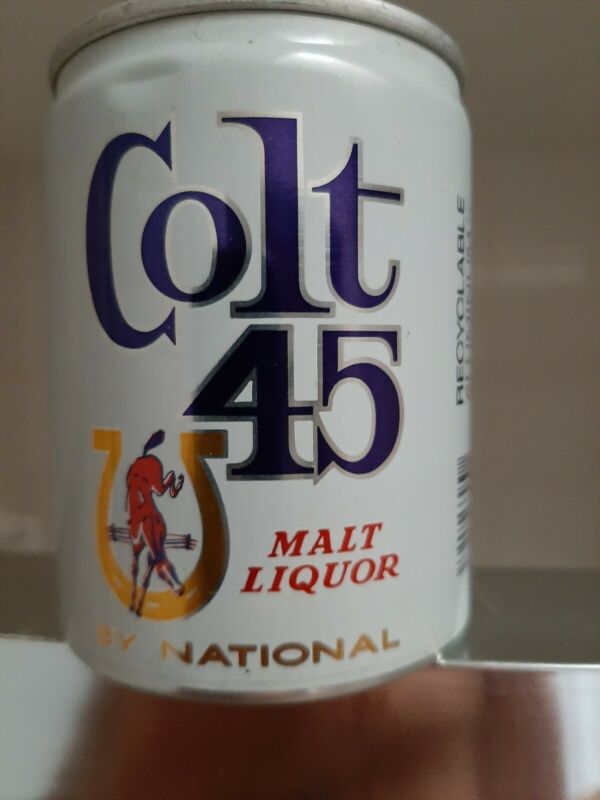 Colt
45
MALT
LIQUOR
BY NATIONAL
RECYCLABLE